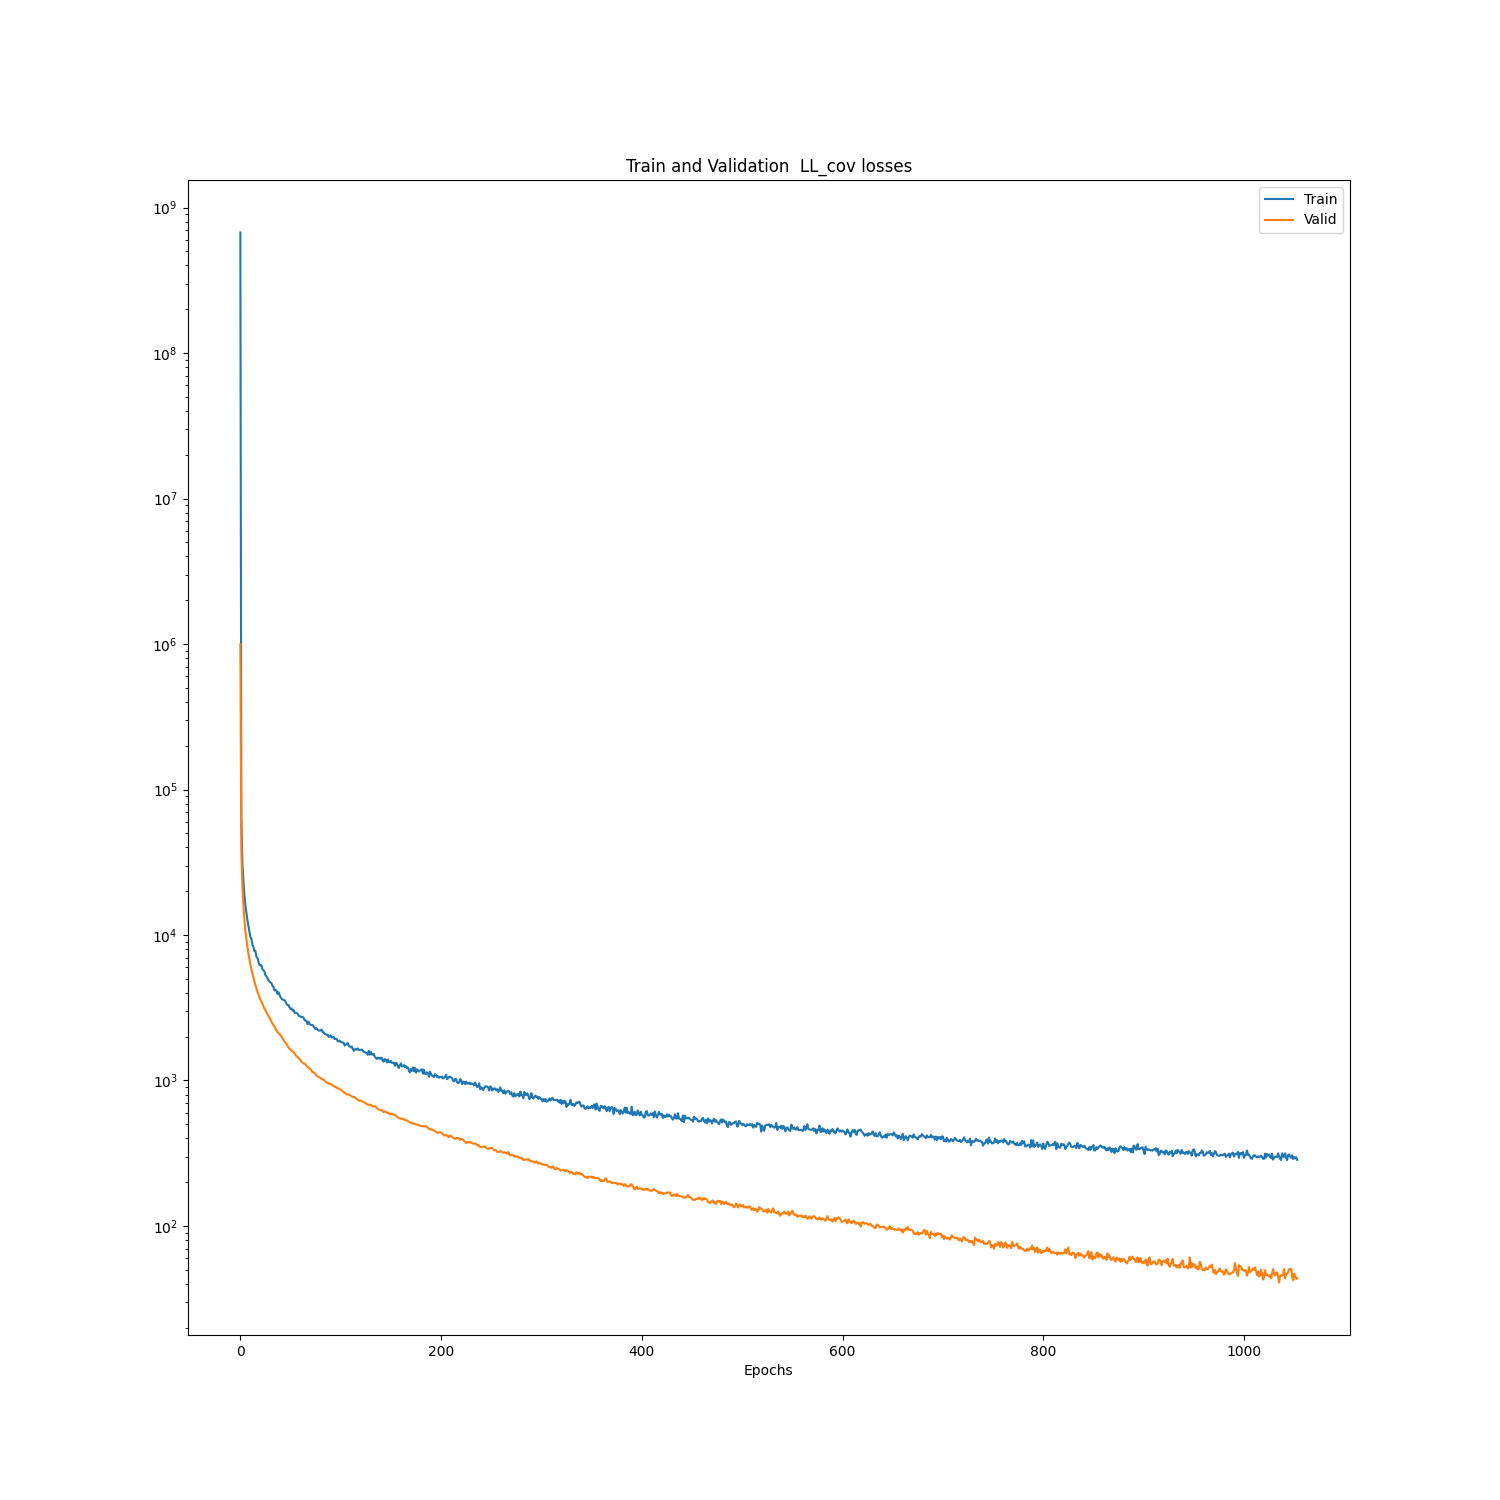 Train and Validation  LL_cov losses
Train
Valid
10⁹
10⁸
10⁷
10⁶
10⁵
10⁴
10³
10²
0 200 400 600 800 1000
Epochs